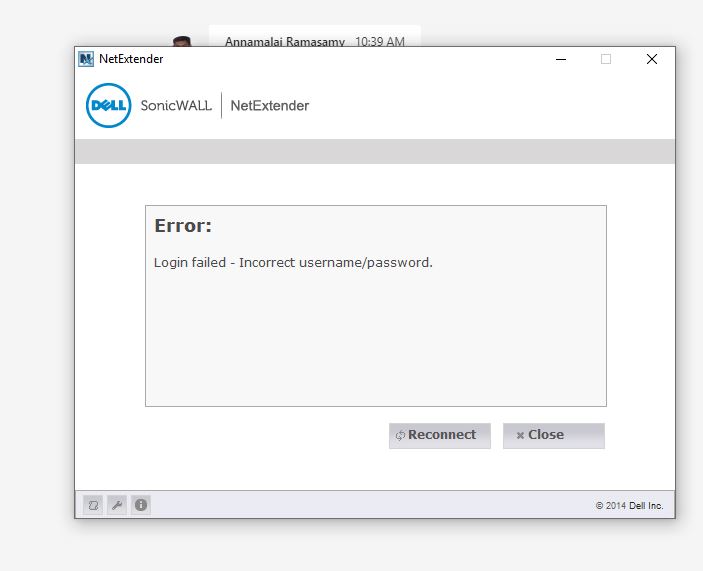 Annamalai Ramasamy 10:39 AM
NetExtender
DELL SonicWALL | NetExtender
Error:
Login failed - Incorrect username/password.
Reconnect
Close
© 2014 Dell Inc.